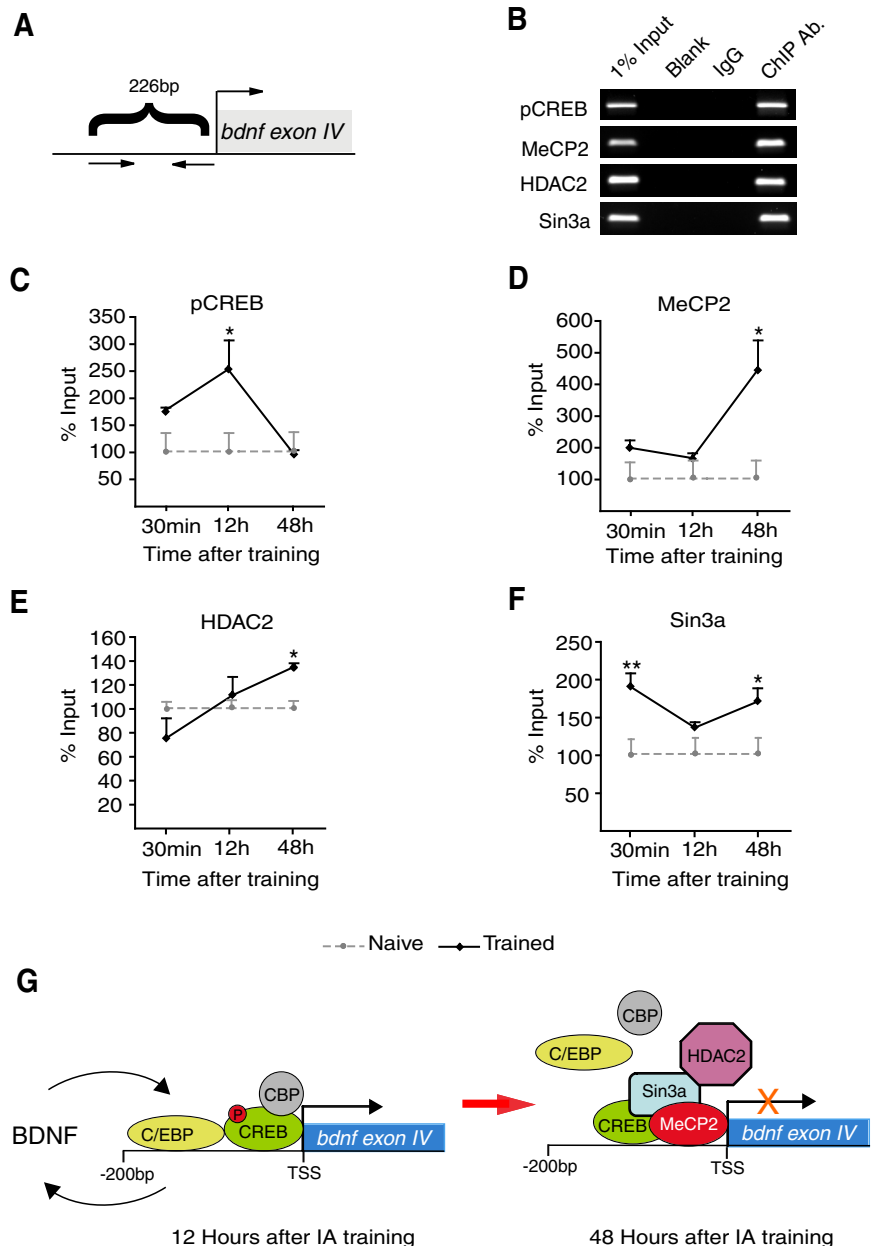 A
226bp
bdnf exon IV
B
1% Input
Blank
IgG
ChIP Ab.
pCREB
MeCP2
HDAC2
Sin3a
C
pCREB
% Input
350
300
250
200
150
100
50
*
30min 12h 48h
Time after training
D
MeCP2
% Input
600
500
400
300
200
100
*
30min 12h 48h
Time after training
E
HDAC2
% Input
160
140
120
100
80
60
40
20
*
30min 12h 48h
Time after training
F
Sin3a
% Input
250
200
150
100
50
** *
30min 12h 48h
Time after training
Naive Trained
G
BDNF
C/EBP
P
CREB
CBP
bdnf exon IV
-200bp
TSS
12 Hours after IA training
CBP
C/EBP
HDAC2
Sin3a
CREB
MeCP2
X
bdnf exon IV
-200bp
TSS
48 Hours after IA training